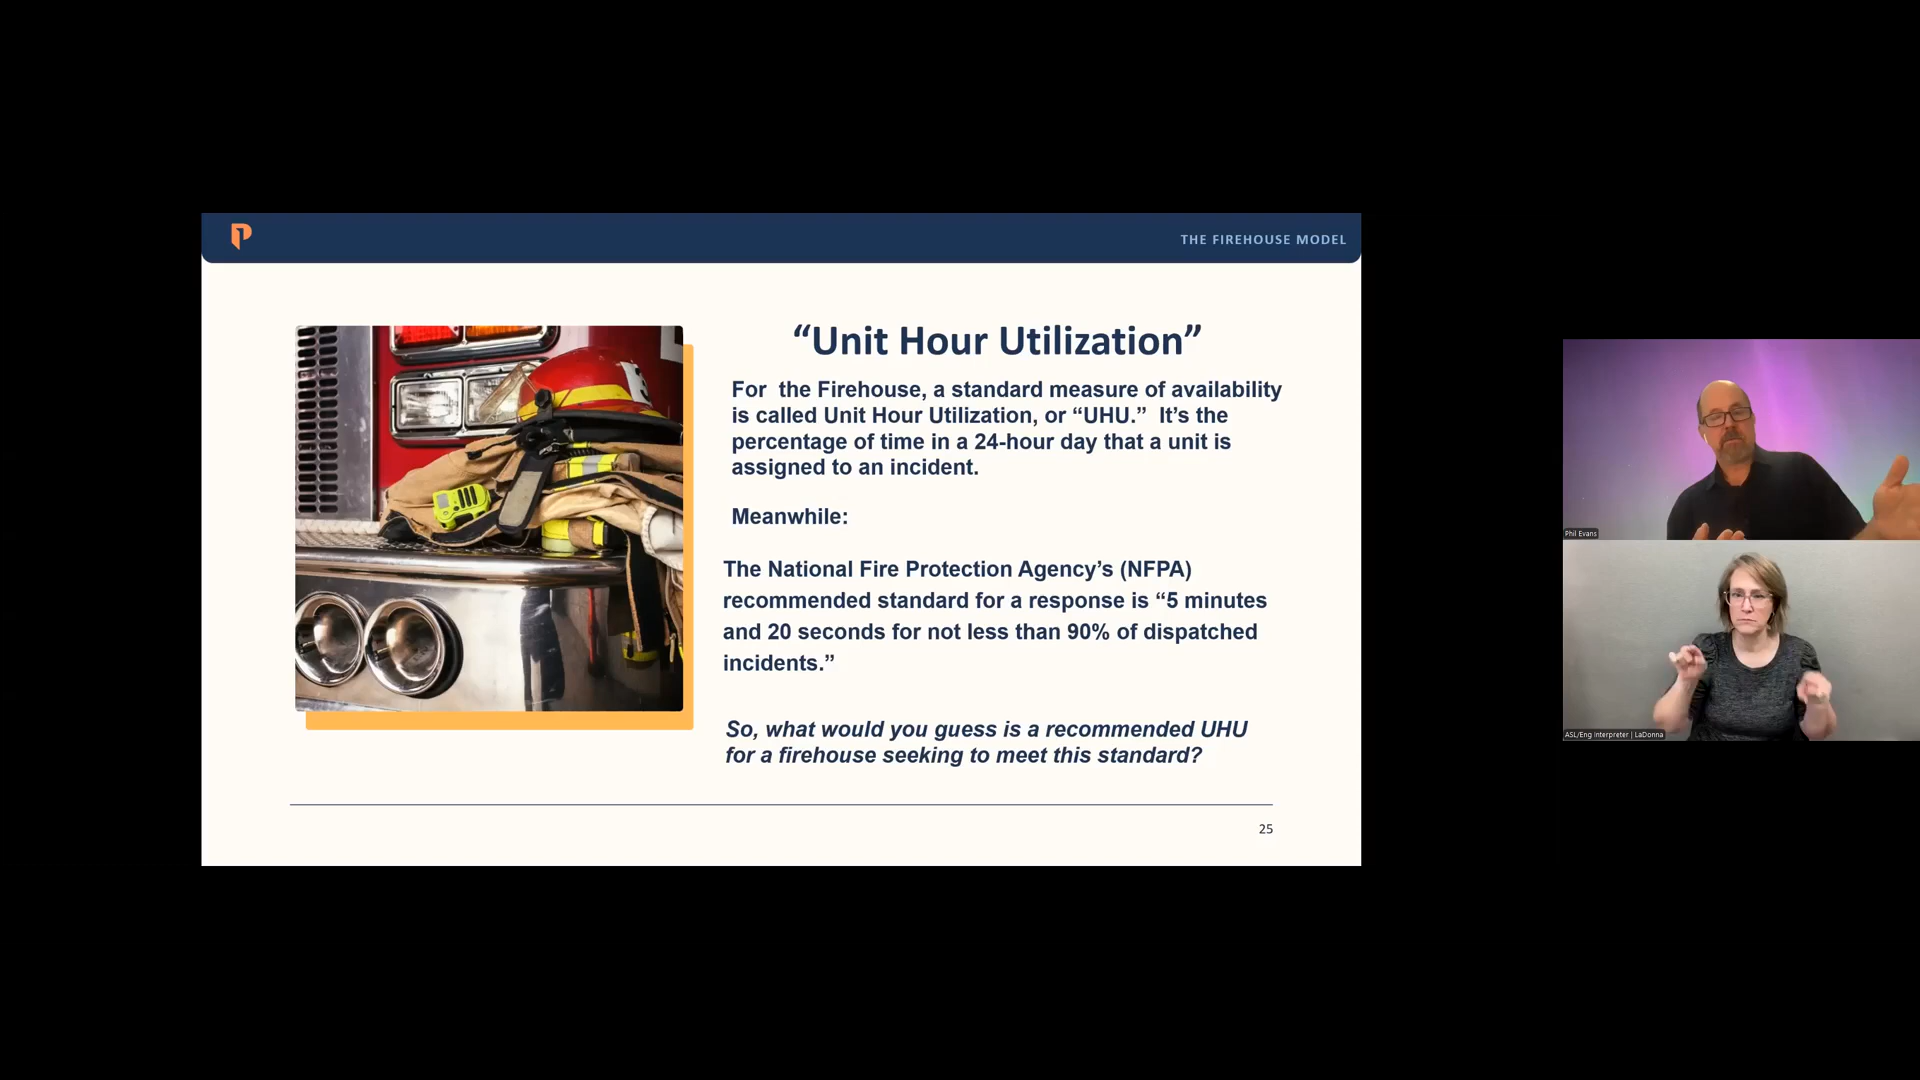 THE FIREHOUSE MODEL
“Unit Hour Utilization”
For  the Firehouse, a standard measure of availability
is called Unit Hour Utilization, or “UHU.”  It’s the
percentage of time in a 24-hour day that a unit is
assigned to an incident.
Meanwhile:
The National Fire Protection Agency’s (NFPA)
recommended standard for a response is “5 minutes
and 20 seconds for not less than 90% of dispatched
incidents.”
So, what would you guess is a recommended UHU
for a firehouse seeking to meet this standard?
25
Phil Evans
ASL/Eng Interpreter | LaDonna